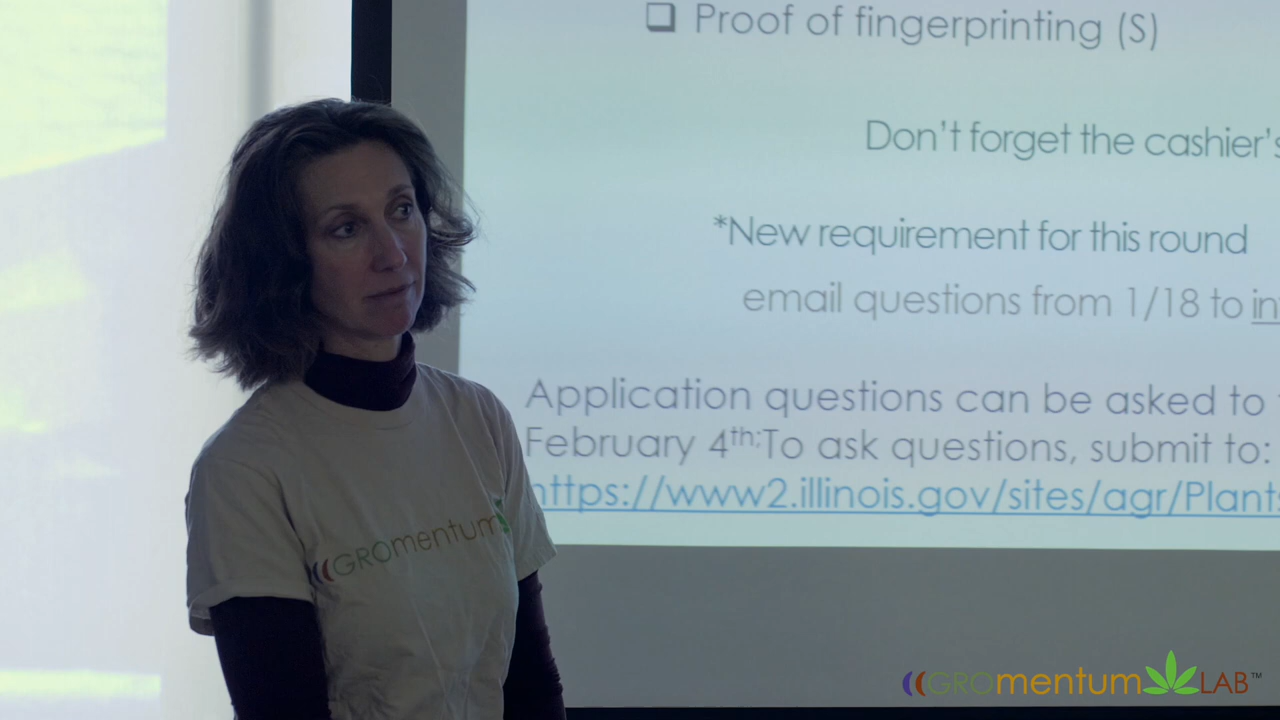 Proof of fingerprinting (S)
Don't forget the cashier's
*New requirement for this round
email questions from 1/18 to in
Application questions can be asked to
February 4th;To ask questions, submit to:
https://www2.illinois.gov/sites/agr/Plants
((GROmentum
((GROmentumLAB™